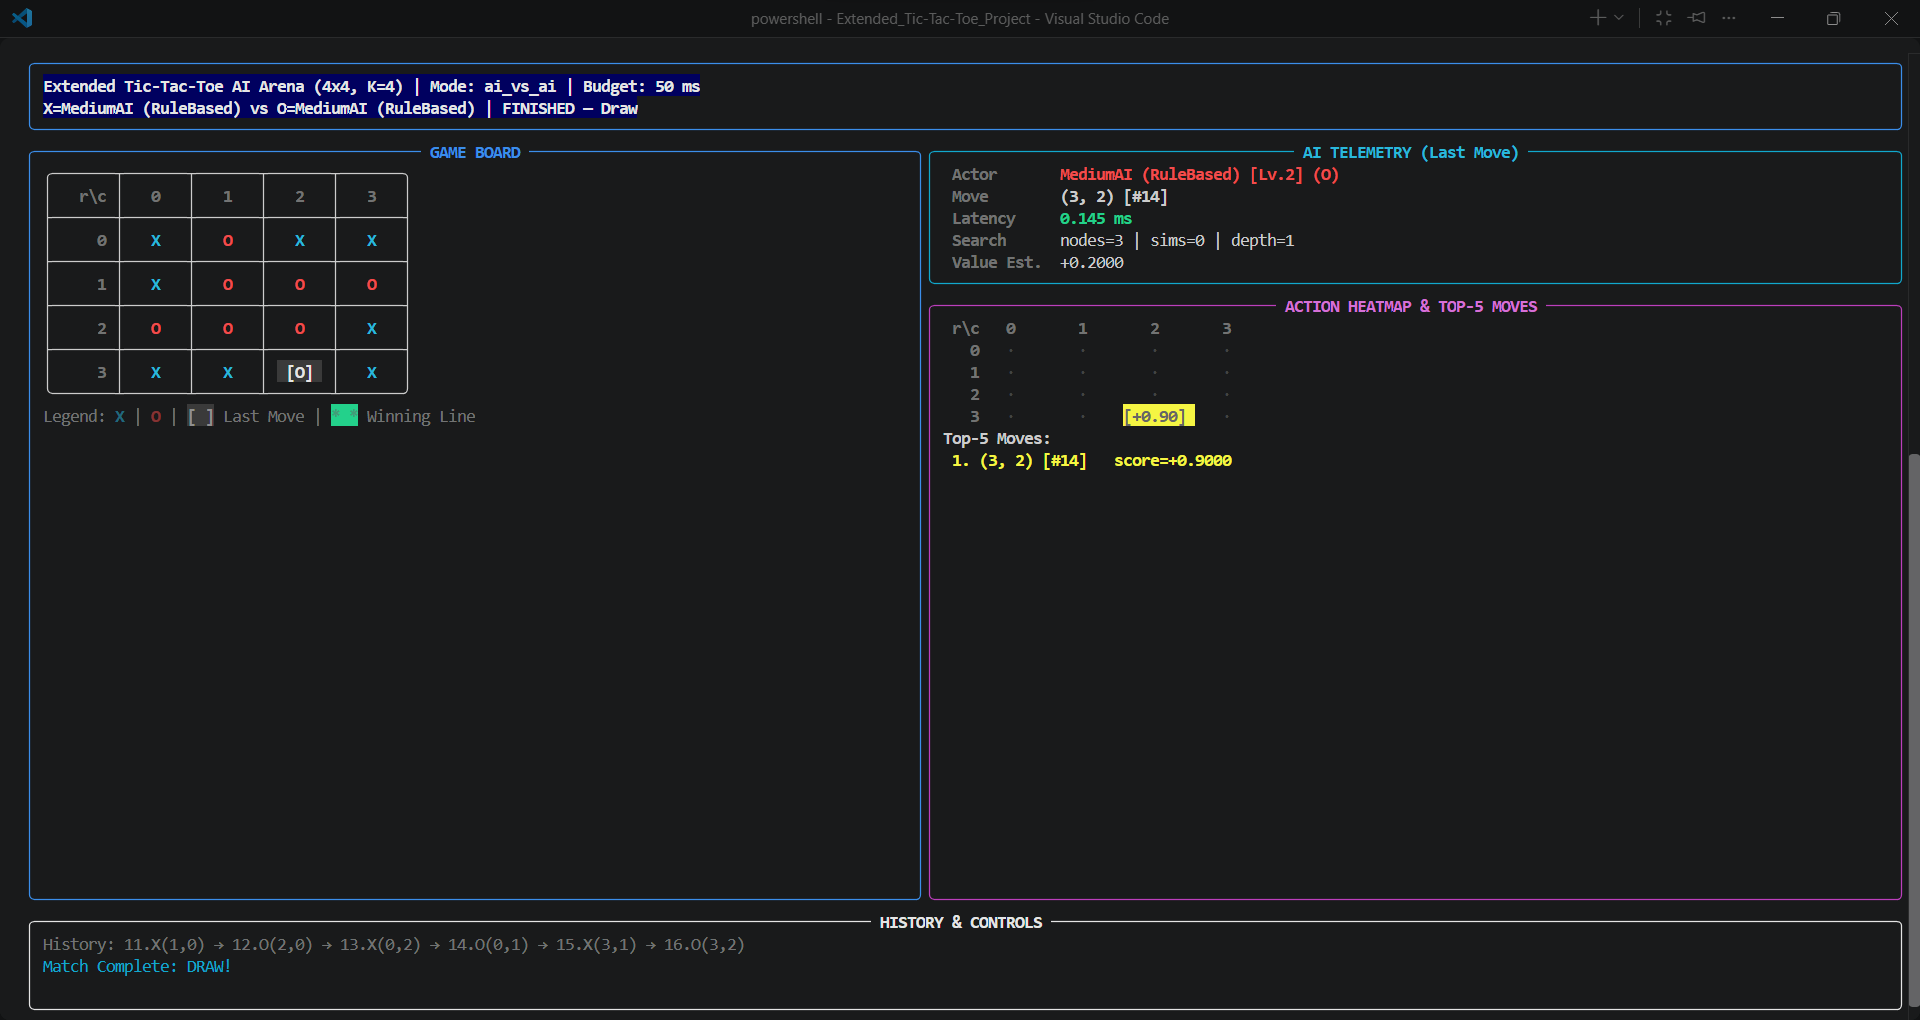 powershell - Extended_Tic-Tac-Toe_Project - Visual Studio Code
Extended Tic-Tac-Toe AI Arena (4x4, K=4) | Mode: ai_vs_ai | Budget: 50 ms
X=MediumAI (RuleBased) vs O=MediumAI (RuleBased) | FINISHED — Draw
GAME BOARD
r\c 0 1 2 3
0 X O X X
1 X O O O
2 O O O X
3 X X [O] X
Legend: X | O | [ ] Last Move | * * Winning Line
AI TELEMETRY (Last Move)
Actor MediumAI (RuleBased) [Lv.2] (O)
Move (3, 2) [#14]
Latency 0.145 ms
Search nodes=3 | sims=0 | depth=1
Value Est. +0.2000
ACTION HEATMAP & TOP-5 MOVES
r\c 0 1 2 3
0 · · · ·
1 · · · ·
2 · · · ·
3 · · [+0.90] ·
Top-5 Moves:
1. (3, 2) [#14] score=+0.9000
HISTORY & CONTROLS
History: 11.X(1,0) → 12.O(2,0) → 13.X(0,2) → 14.O(0,1) → 15.X(3,1) → 16.O(3,2)
Match Complete: DRAW!